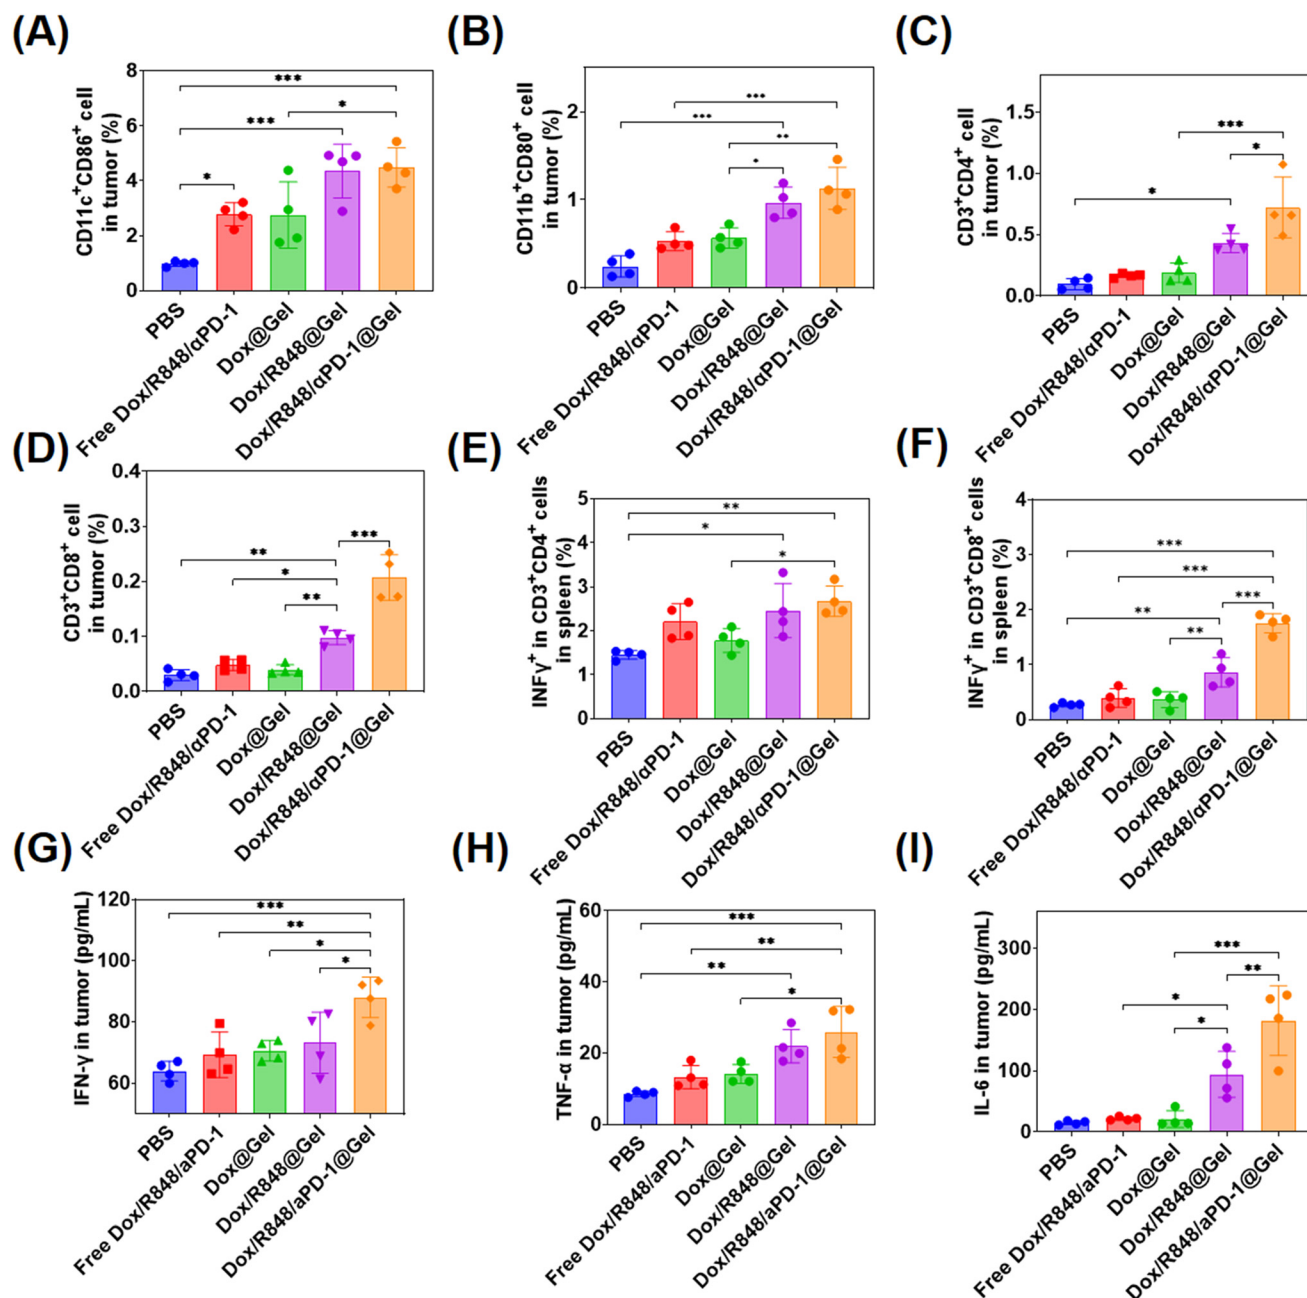 (A)
CD11c⁺CD86⁺ cell
in tumor (%)
8
6
4
2
0
***
*
***
*
PBS
Free Dox/R848/αPD-1
Dox@Gel
Dox/R848@Gel
Dox/R848/αPD-1@Gel
(B)
CD11b⁺CD80⁺ cell
in tumor (%)
2
1
0
***
***
**
*
PBS
Free Dox/R848/αPD-1
Dox@Gel
Dox/R848@Gel
Dox/R848/αPD-1@Gel
(C)
CD3⁺CD4⁺ cell
in tumor (%)
1.5
1.0
0.5
0.0
***
*
*
PBS
Free Dox/R848/αPD-1
Dox@Gel
Dox/R848@Gel
Dox/R848/αPD-1@Gel
(D)
CD3⁺CD8⁺ cell
in tumor (%)
0.4
0.3
0.2
0.1
0.0
***
**
*
**
PBS
Free Dox/R848/αPD-1
Dox@Gel
Dox/R848@Gel
Dox/R848/αPD-1@Gel
(E)
INFγ⁺ in CD3⁺CD4⁺ cells
in spleen (%)
5
4
3
2
1
0
**
*
*
PBS
Free Dox/R848/αPD-1
Dox@Gel
Dox/R848@Gel
Dox/R848/αPD-1@Gel
(F)
INFγ⁺ in CD3⁺CD8⁺ cells
in spleen (%)
4
3
2
1
0
***
***
***
**
**
PBS
Free Dox/R848/αPD-1
Dox@Gel
Dox/R848@Gel
Dox/R848/αPD-1@Gel
(G)
IFN-γ in tumor (pg/mL)
120
100
80
60
***
**
*
*
PBS
Free Dox/R848/aPD-1
Dox@Gel
Dox/R848@Gel
Dox/R848/aPD-1@Gel
(H)
TNF-α in tumor (pg/mL)
60
40
20
0
***
**
**
*
PBS
Free Dox/R848/aPD-1
Dox@Gel
Dox/R848@Gel
Dox/R848/aPD-1@Gel
(I)
IL-6 in tumor (pg/mL)
300
200
100
0
***
**
*
*
PBS
Free Dox/R848/aPD-1
Dox@Gel
Dox/R848@Gel
Dox/R848/aPD-1@Gel